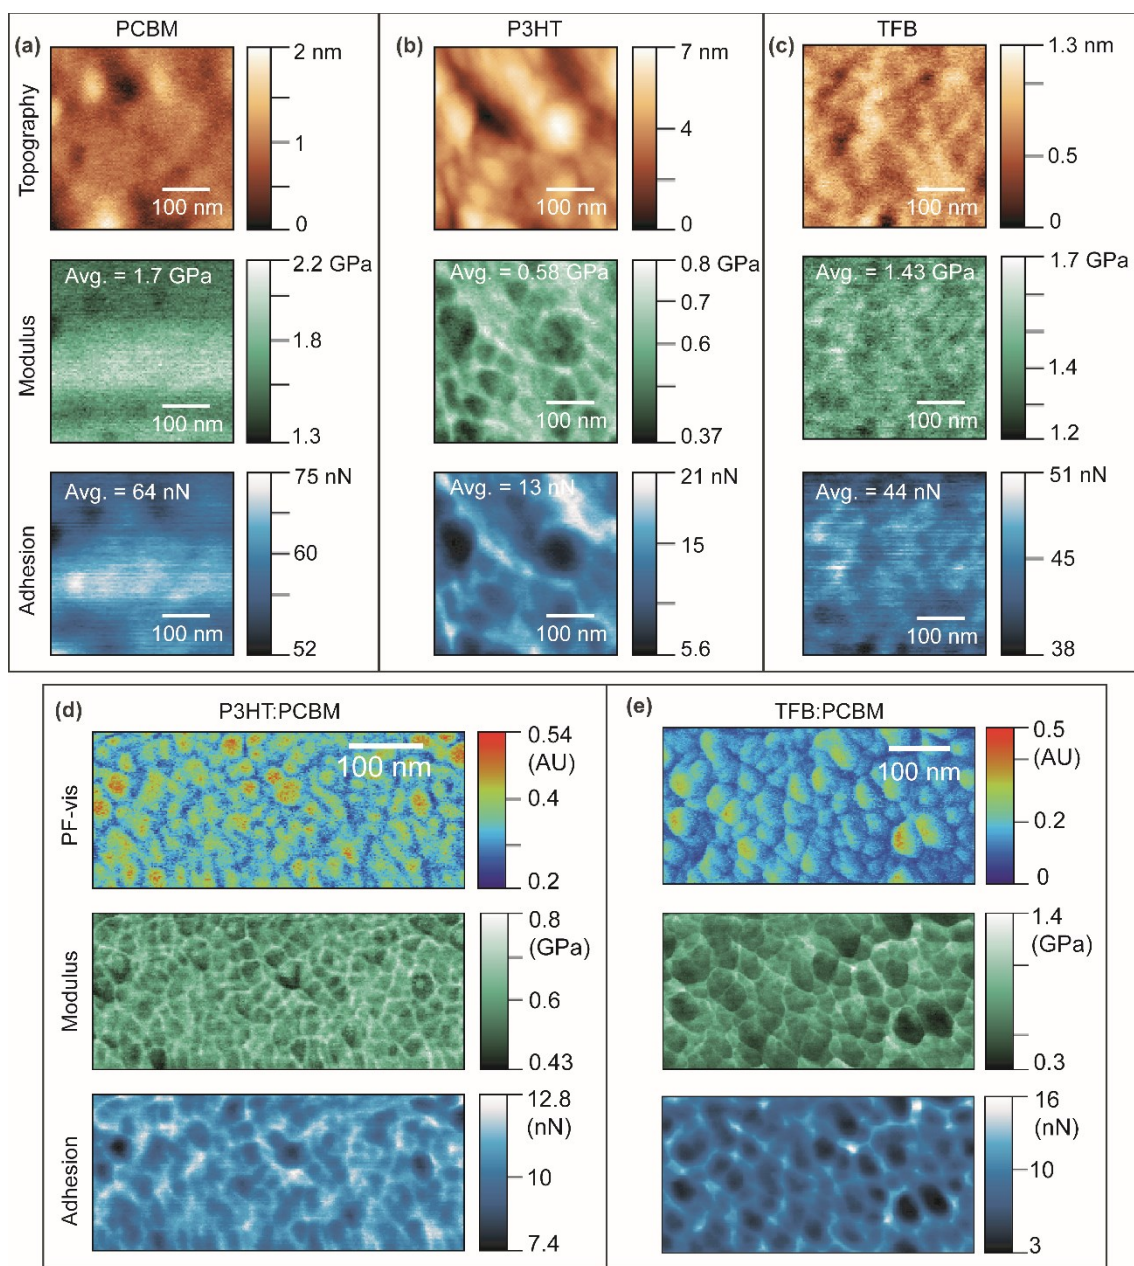 (a)
PCBM
Topography
2 nm
1
0
100 nm
Modulus
Avg. = 1.7 GPa
2.2 GPa
1.8
1.3
100 nm
Adhesion
Avg. = 64 nN
75 nN
60
52
100 nm
(b)
P3HT
7 nm
4
0
100 nm
Avg. = 0.58 GPa
0.8 GPa
0.7
0.6
0.37
100 nm
Avg. = 13 nN
21 nN
15
5.6
100 nm
(c)
TFB
1.3 nm
0.5
0
100 nm
Avg. = 1.43 GPa
1.7 GPa
1.4
1.2
100 nm
Avg. = 44 nN
51 nN
45
38
100 nm
(d)
P3HT:PCBM
PF-vis
100 nm
0.54
(AU)
0.4
0.2
Modulus
0.8
(GPa)
0.6
0.43
Adhesion
12.8
(nN)
10
7.4
(e)
TFB:PCBM
100 nm
0.5
(AU)
0.2
0
1.4
(GPa)
0.3
16
(nN)
10
3